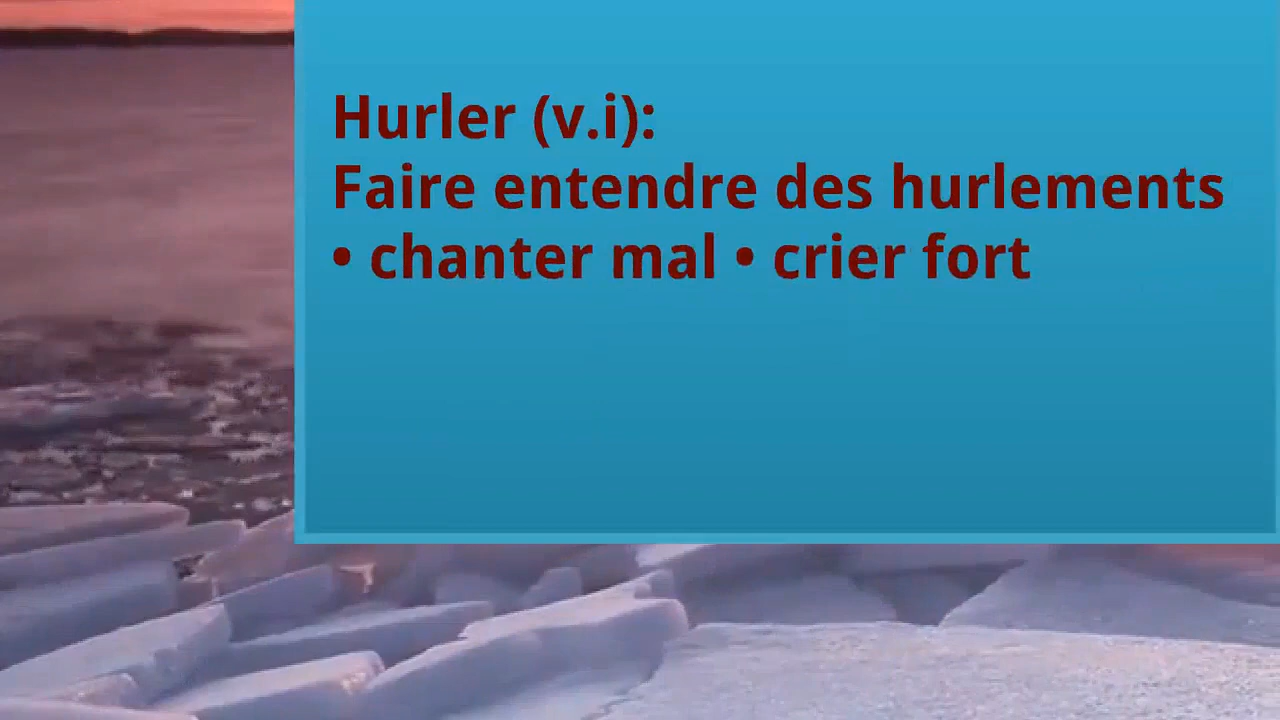 Hurler (v.i):
Faire entendre des hurlements
• chanter mal • crier fort